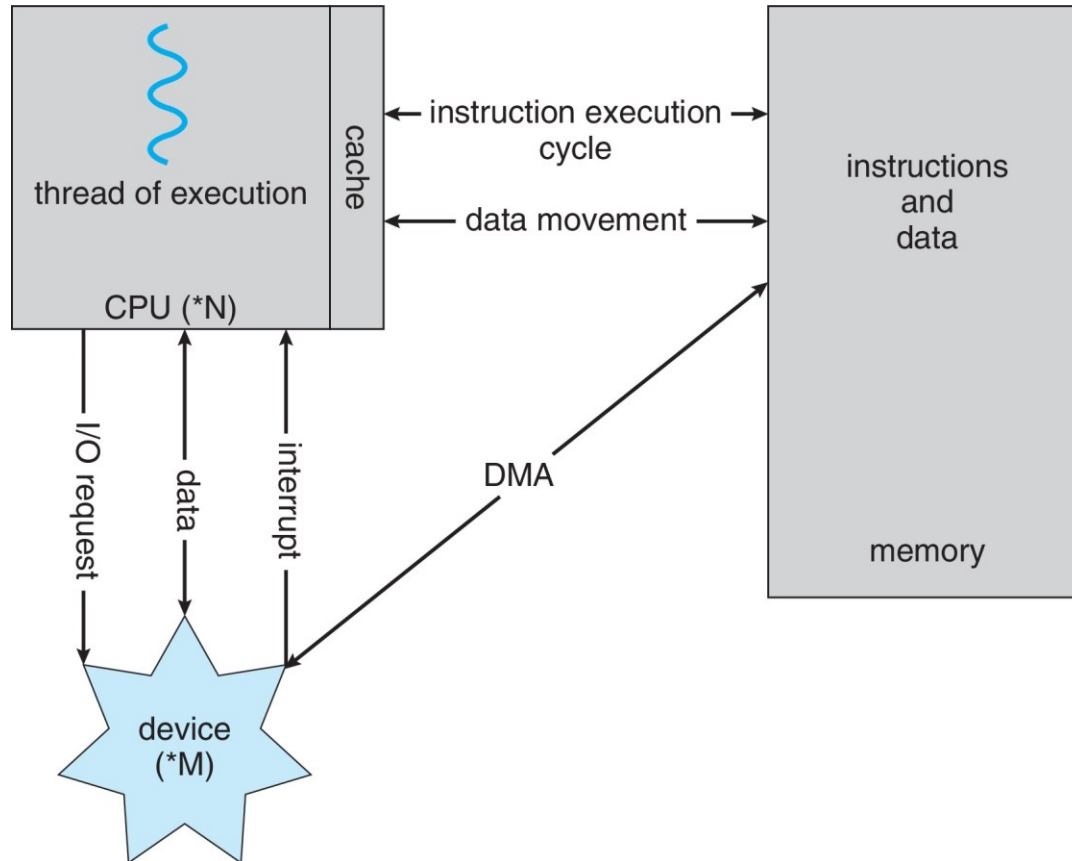 thread of execution
cache
CPU (*N)
instruction execution
cycle
data movement
instructions
and
data
memory
I/O request
data
interrupt
DMA
device
(*M)